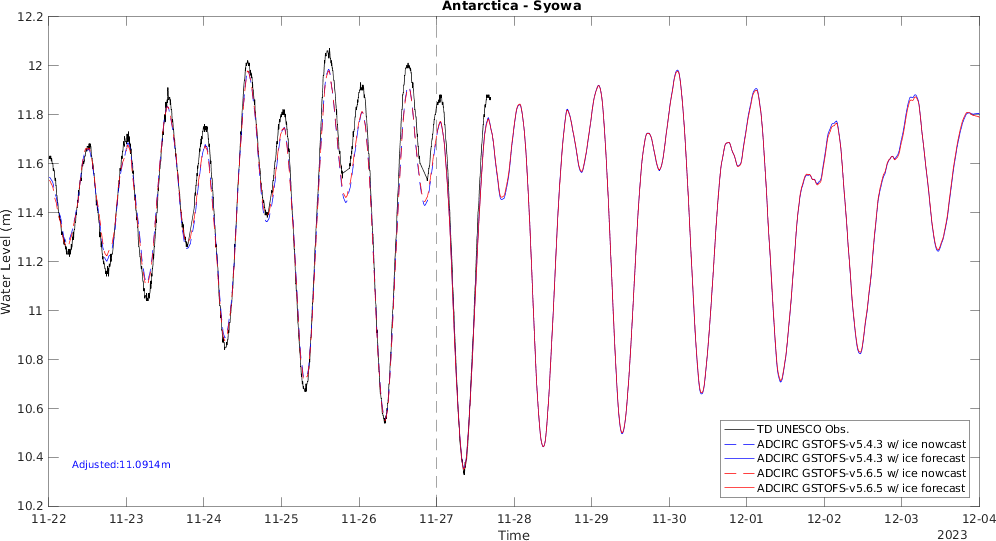 Antarctica - Syowa
12.2
12
11.8
11.6
11.4
11.2
11
10.8
10.6
10.4
10.2
Water Level (m)
Adjusted:11.0914m
TD UNESCO Obs.
ADCIRC GSTOFS-v5.4.3 w/ ice nowcast
ADCIRC GSTOFS-v5.4.3 w/ ice forecast
ADCIRC GSTOFS-v5.6.5 w/ ice nowcast
ADCIRC GSTOFS-v5.6.5 w/ ice forecast
11-22 11-23 11-24 11-25 11-26 11-27 11-28 11-29 11-30 12-01 12-02 12-03 12-04
Time
2023